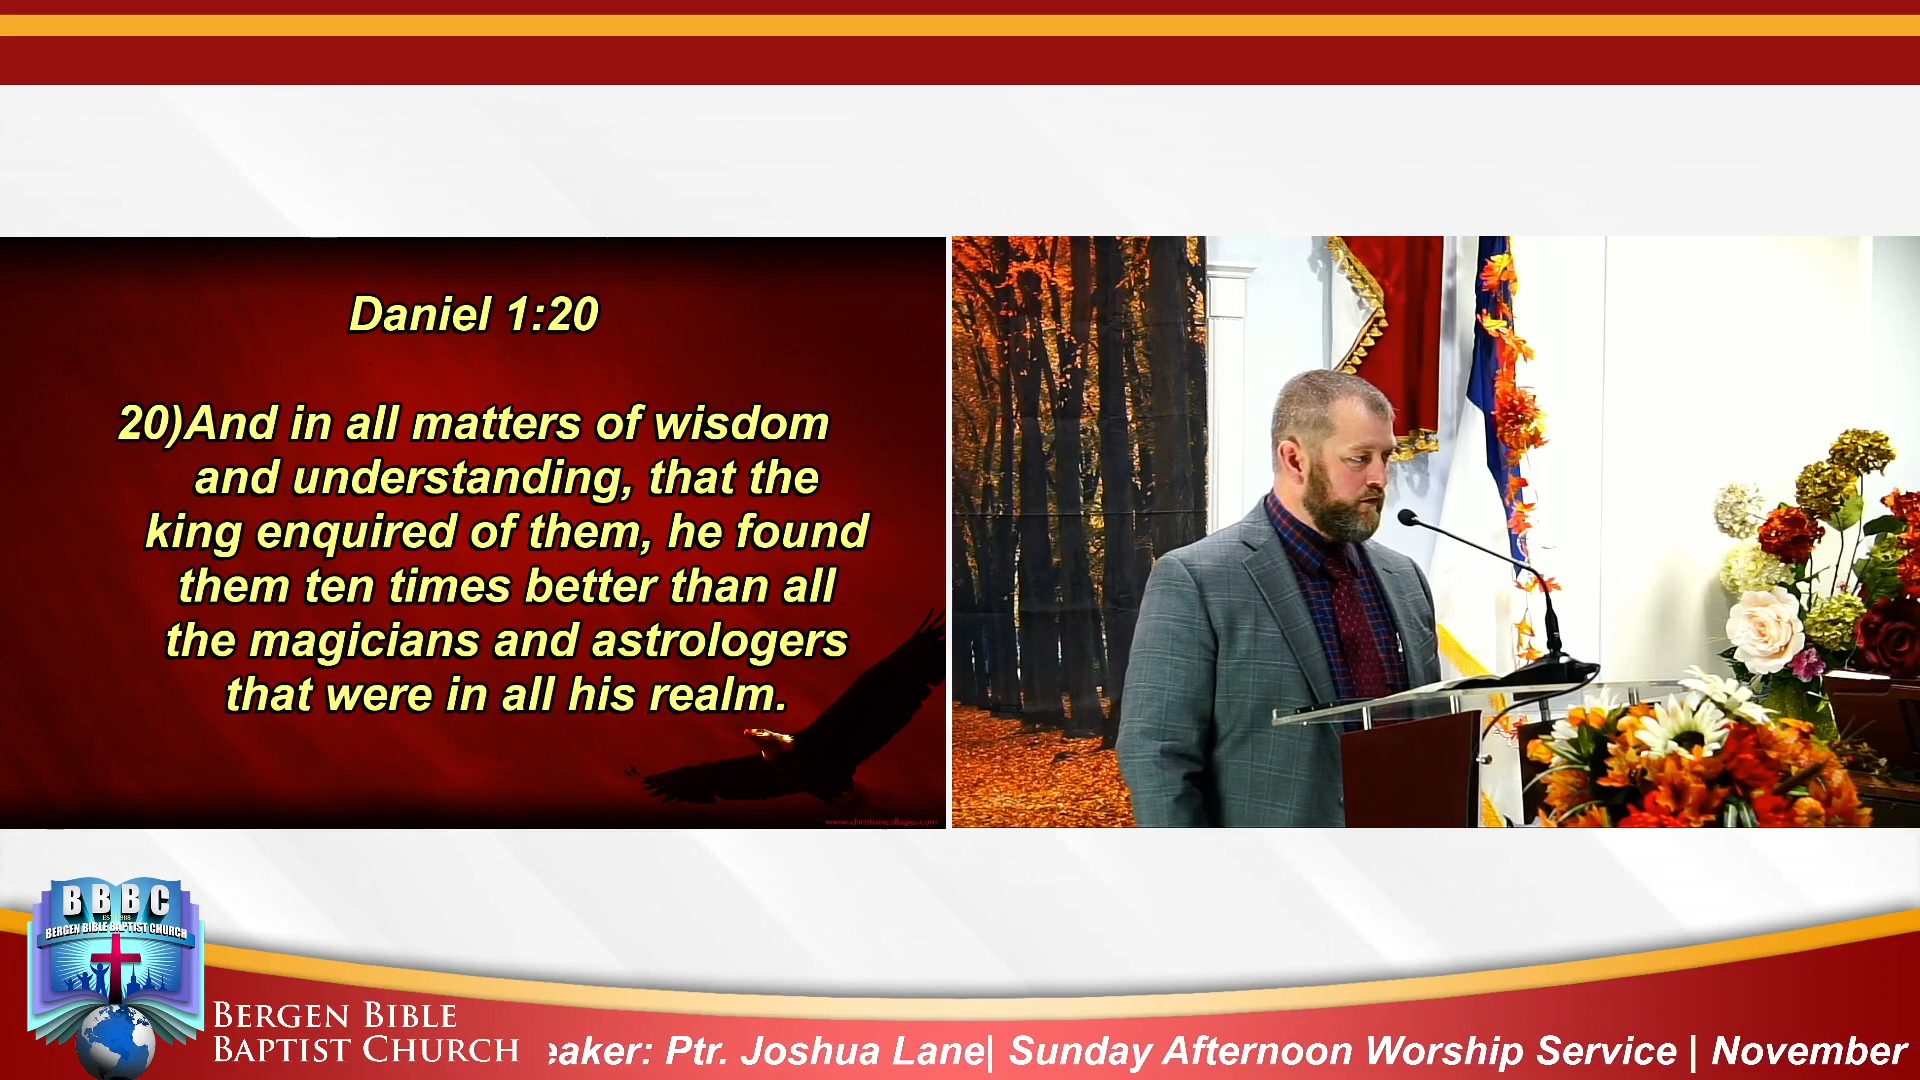 Daniel 1:20
20)And in all matters of wisdom
and understanding, that the
king enquired of them, he found
them ten times better than all
the magicians and astrologers
that were in all his realm.
B B B C
BERGEN BIBLE BAPTIST CHURCH
BERGEN BIBLE
BAPTIST CHURCH
eaker: Ptr. Joshua Lane| Sunday Afternoon Worship Service | November